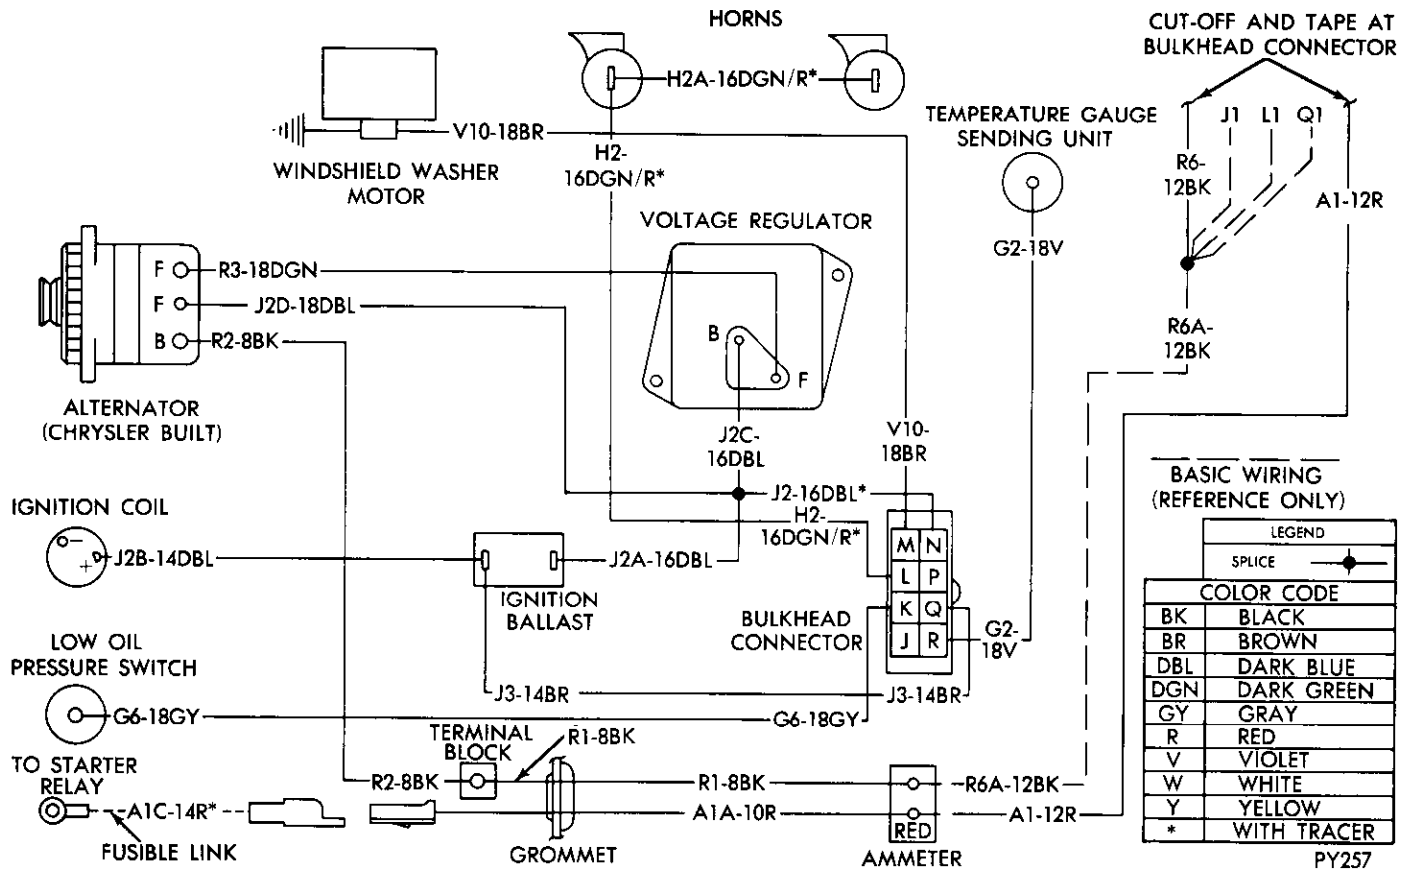 HORNS
CUT-OFF AND TAPE AT
BULKHEAD CONNECTOR
H2A-16DGN/R*
TEMPERATURE GAUGE
SENDING UNIT
J1 L1 Q1
V10-18BR
WINDSHIELD WASHER
MOTOR
H2-
16DGN/R*
R6-
12BK
A1-12R
VOLTAGE REGULATOR
G2-18V
F R3-18DGN
F J2D-18DBL
B R2-8BK
B
F
R6A-
12BK
ALTERNATOR
(CHRYSLER BUILT)
J2C-
16DBL
V10-
18BR
BASIC WIRING
(REFERENCE ONLY)
IGNITION COIL
J2-16DBL*
H2-
16DGN/R*
LEGEND
SPLICE
- +
J2B-14DBL
J2A-16DBL
IGNITION
BALLAST
M N
L P
K Q
J R
BULKHEAD
CONNECTOR
G2-
18V
COLOR CODE
BK BLACK
BR BROWN
DBL DARK BLUE
DGN DARK GREEN
GY GRAY
R RED
V VIOLET
W WHITE
Y YELLOW
* WITH TRACER
LOW OIL
PRESSURE SWITCH
J3-14BR
J3-14BR
G6-18GY
G6-18GY
TERMINAL
BLOCK
R1-8BK
TO STARTER
RELAY
R2-8BK
R1-8BK
R6A-12BK
A1C-14R*
A1A-10R
A1-12R
RED
FUSIBLE LINK
GROMMET
AMMETER
PY257